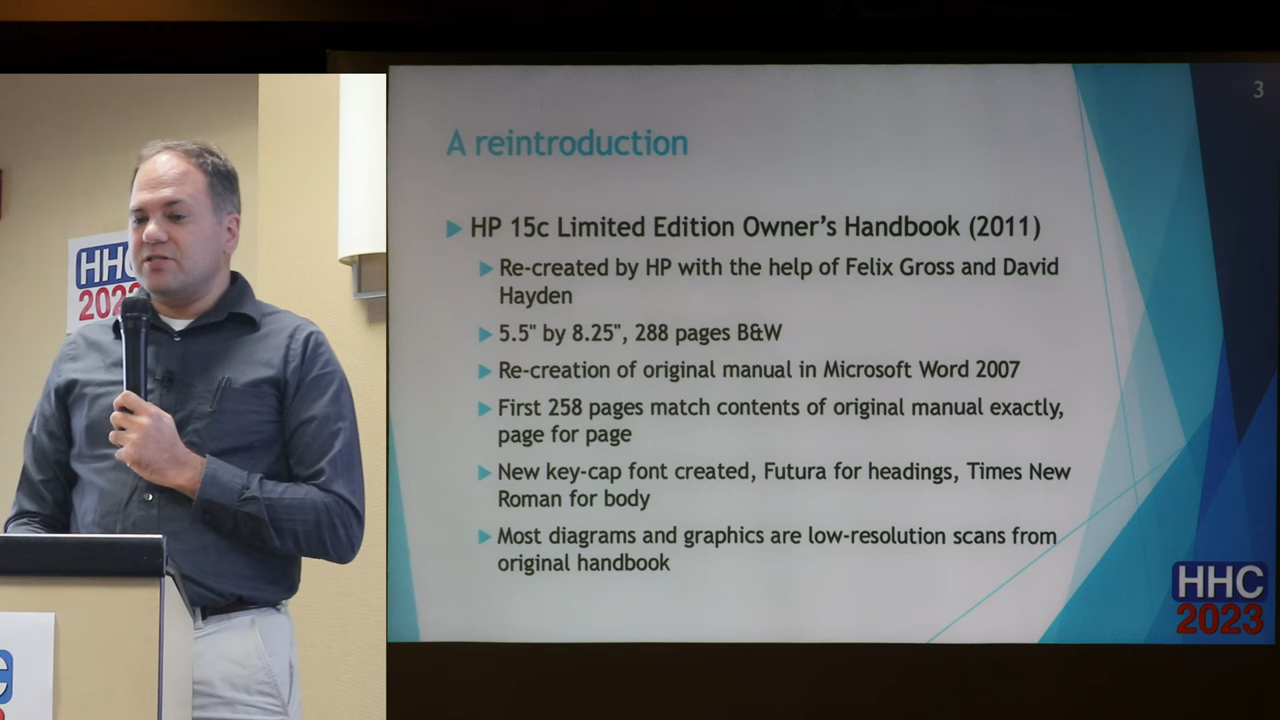 3
A reintroduction
HP 15c Limited Edition Owner's Handbook (2011)
Re-created by HP with the help of Felix Gross and David
Hayden
5.5" by 8.25", 288 pages B&W
Re-creation of original manual in Microsoft Word 2007
First 258 pages match contents of original manual exactly,
page for page
New key-cap font created, Futura for headings, Times New
Roman for body
Most diagrams and graphics are low-resolution scans from
original handbook
HHC
2023
HHC
202
C